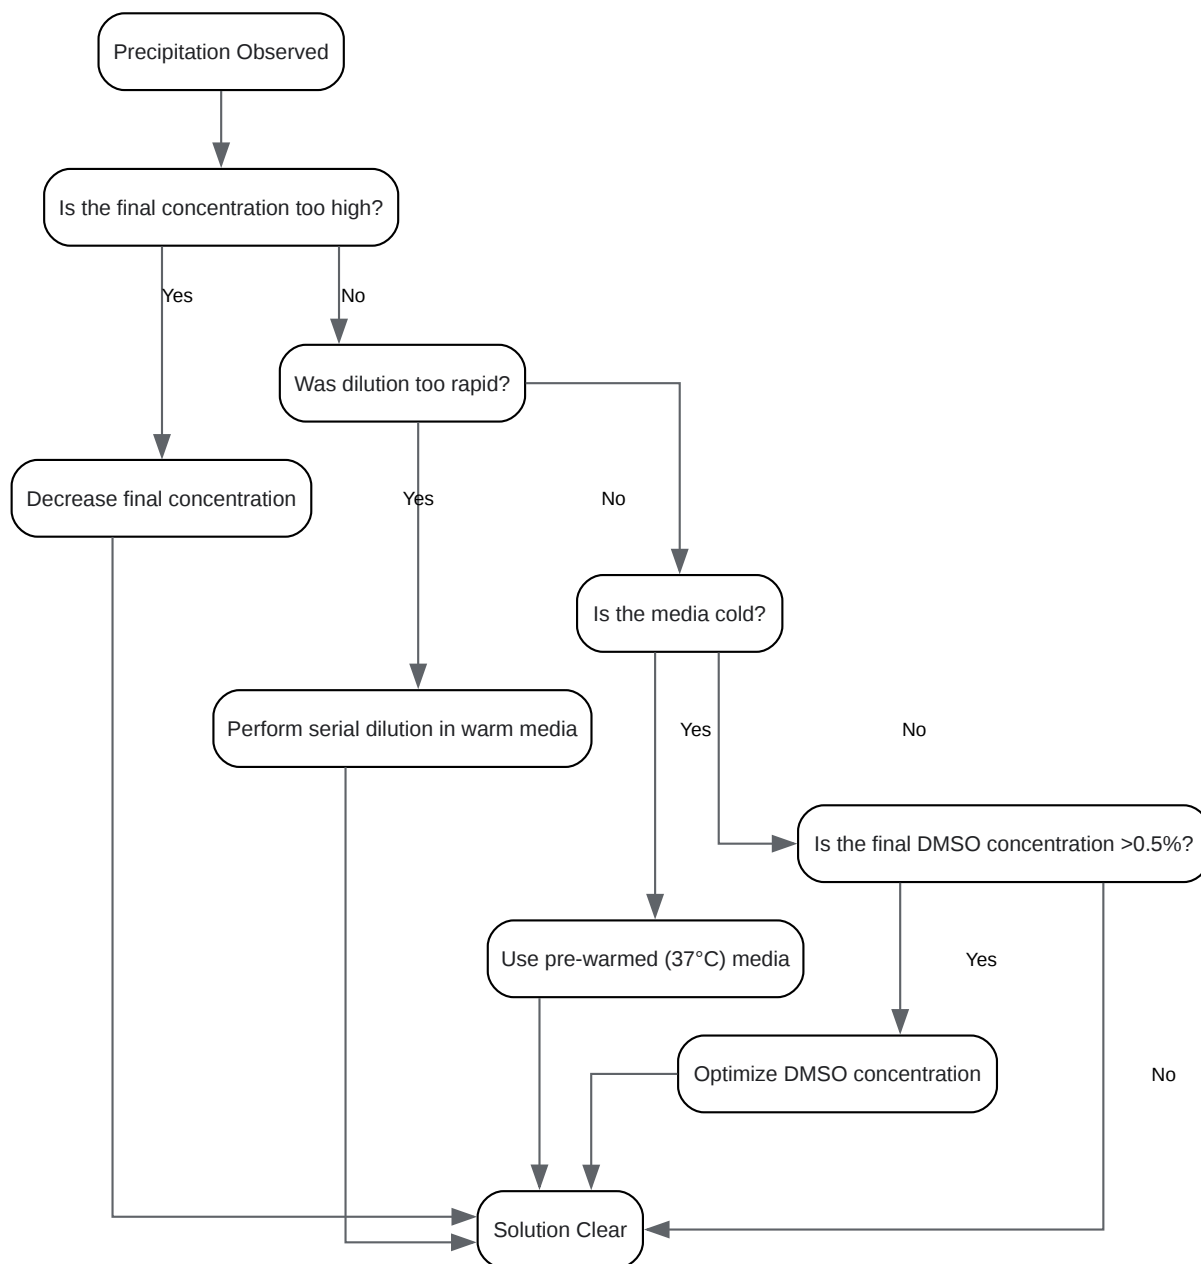 Precipitation Observed
Is the final concentration too high?
Yes
No
Was dilution too rapid?
Decrease final concentration
Yes
No
Is the media cold?
Perform serial dilution in warm media
Yes
No
Is the final DMSO concentration >0.5%?
Use pre-warmed (37°C) media
Yes
Optimize DMSO concentration
No
Solution Clear